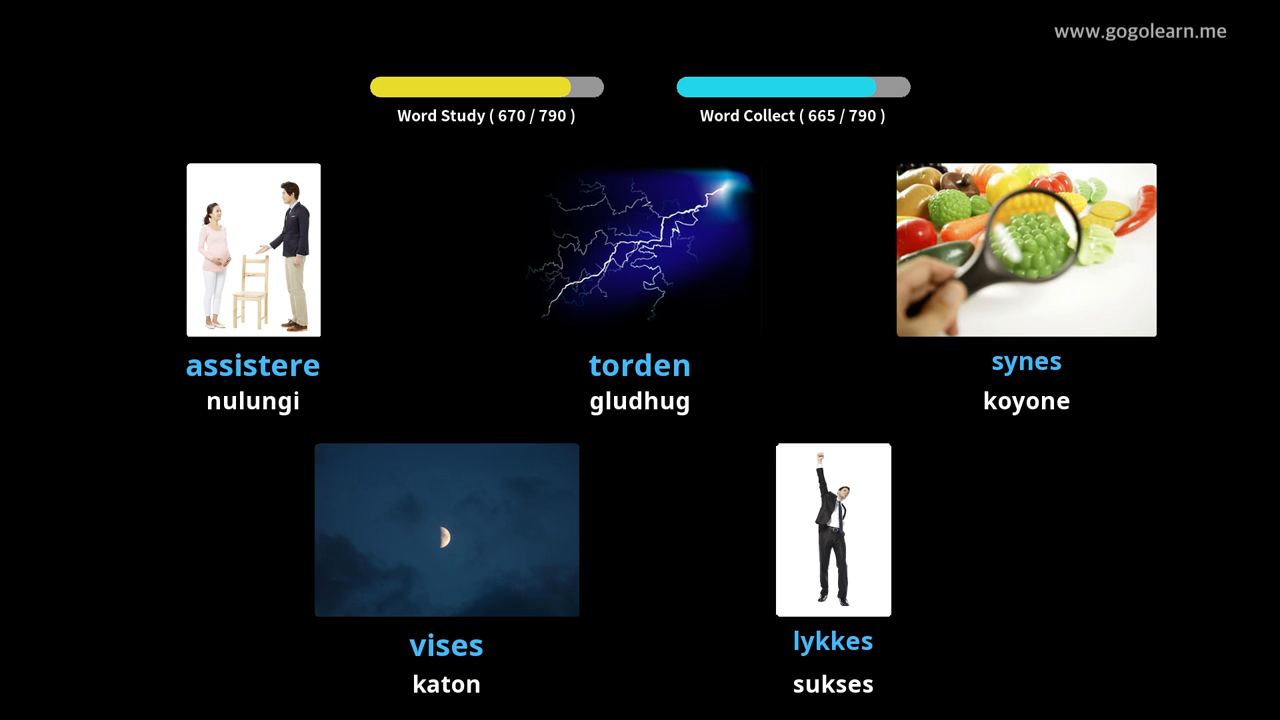 www.gogolearn.me
Word Study ( 670 / 790 )
Word Collect ( 665 / 790 )
assistere
nulungi
torden
gludhug
synes
koyone
vises
katon
lykkes
sukses